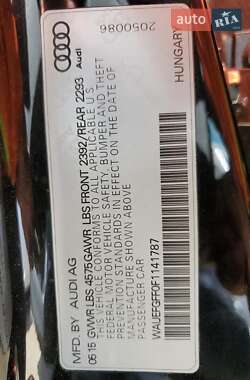 AUTO
RIA
.com
Audi
2050086
HUNGARY
MFD. BY AUDI AG
05.15 GVWR LBS 4575 GAWR LBS FRONT 2392/REAR 2293
THIS VEHICLE CONFORMS TO ALL APPLICABLE U.S.
FEDERAL MOTOR VEHICLE SAFETY, BUMPER AND THEFT
PREVENTION STANDARDS IN EFFECT ON THE DATE OF
MANUFACTURE SHOWN ABOVE
PASSENGER CAR
WAUEFGFF0F1141787